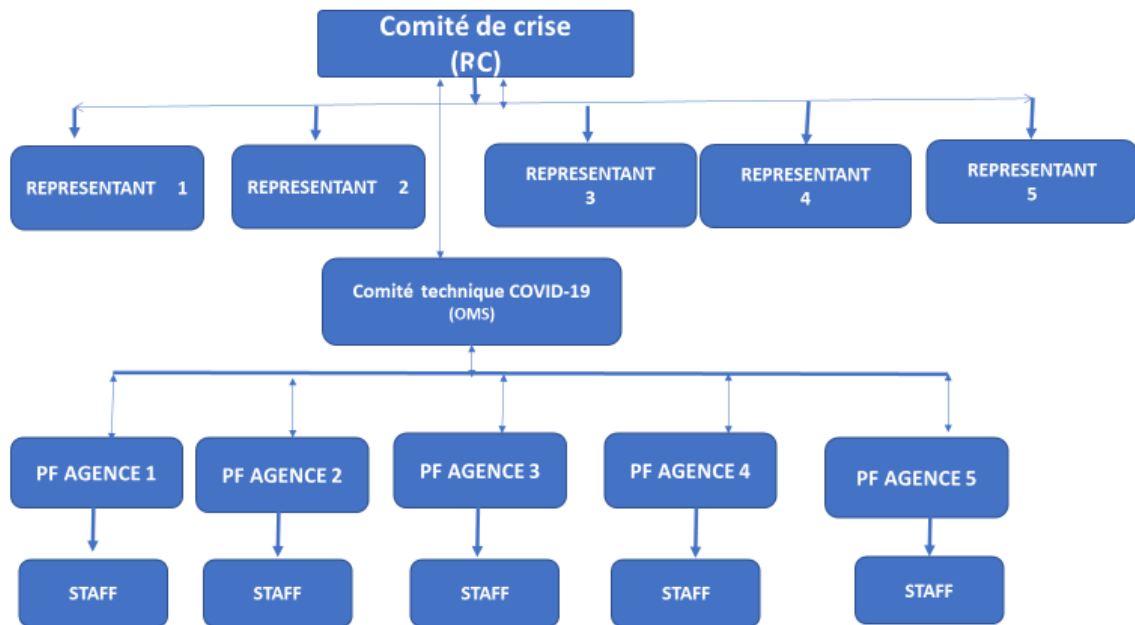 Comité de crise
(RC)
REPRESENTANT 1
REPRESENTANT 2
REPRESENTANT
3
REPRESENTANT
4
REPRESENTANT
5
Comité technique COVID-19
(OMS)
PF AGENCE 1
PF AGENCE 2
PF AGENCE 3
PF AGENCE 4
PF AGENCE 5
STAFF
STAFF
STAFF
STAFF
STAFF